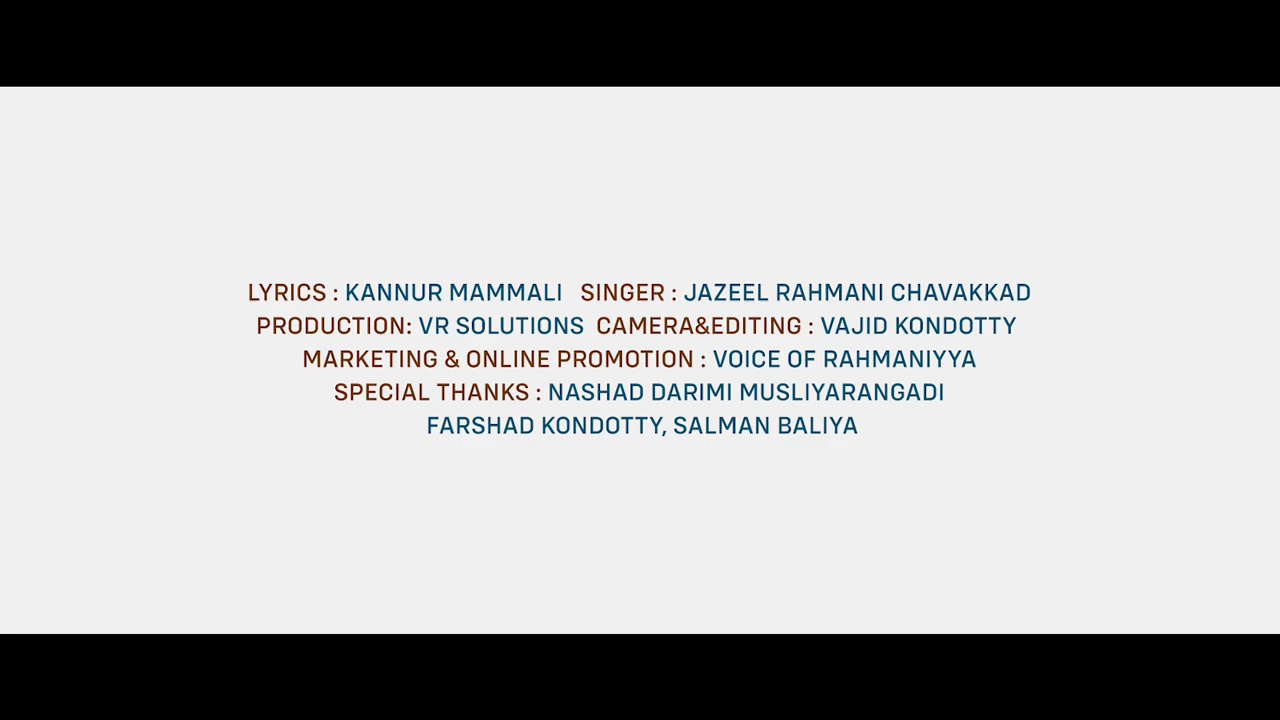 LYRICS : KANNUR MAMMALI SINGER : JAZEEL RAHMANI CHAVAKKAD
PRODUCTION: VR SOLUTIONS CAMERA&EDITING : VAJID KONDOTTY
MARKETING & ONLINE PROMOTION : VOICE OF RAHMANIYYA
SPECIAL THANKS : NASHAD DARIMI MUSLIYARANGADI
FARSHAD KONDOTTY, SALMAN BALIYA